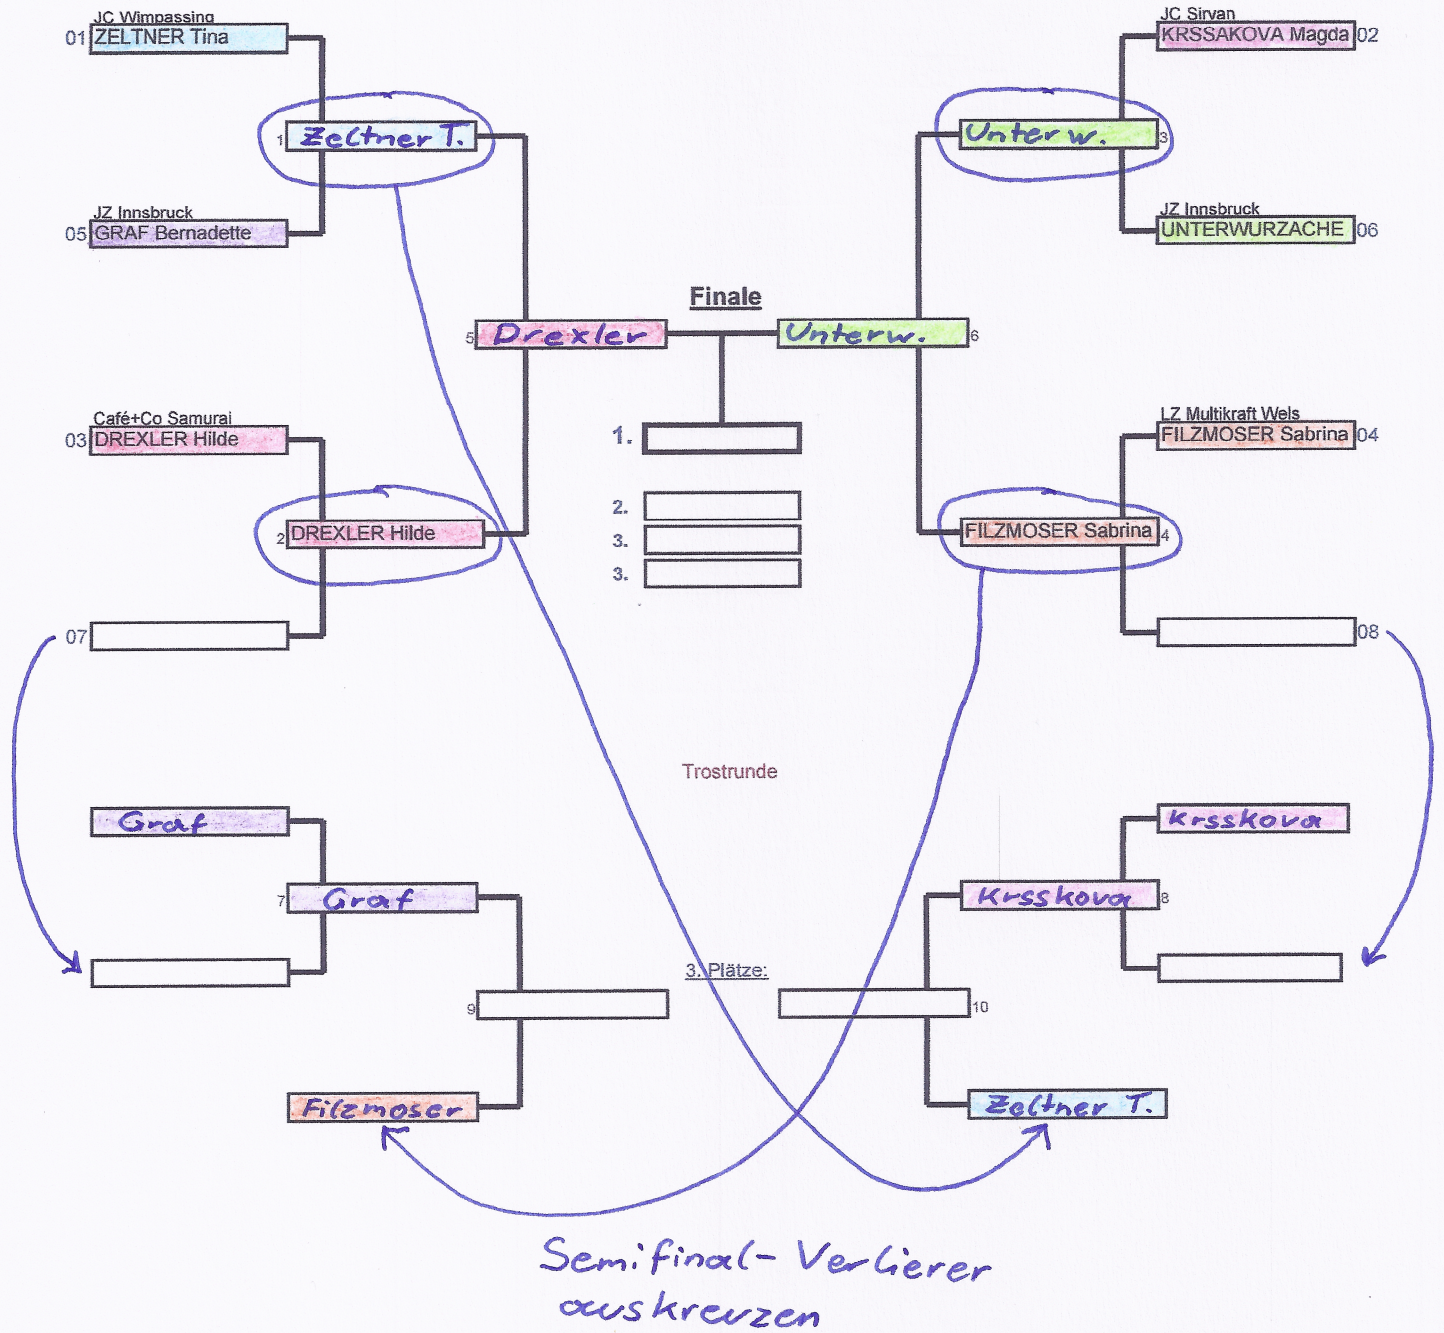 JC Wimpassing
01 ZELTNER Tina
JC Sirvan
KRSSAKOVA Magda 02
1 Zeltner T.
Unterw. 3
JZ Innsbruck
05 GRAF Bernadette
JZ Innsbruck
UNTERWURZACHE 06
Finale
5 Drexler
Unterw. 6
Café+Co Samurai
03 DREXLER Hilde
LZ Multikraft Wels
FILZMOSER Sabrina 04
1.
2.
3.
3.
2 DREXLER Hilde
FILZMOSER Sabrina 4
07
08
Trostrunde
Graf
Krsskova
7 Graf
Krsskova 8
3. Plätze:
9
10
Filzmoser
Zeltner T.
Semifinal-Verlierer
auskreuzen